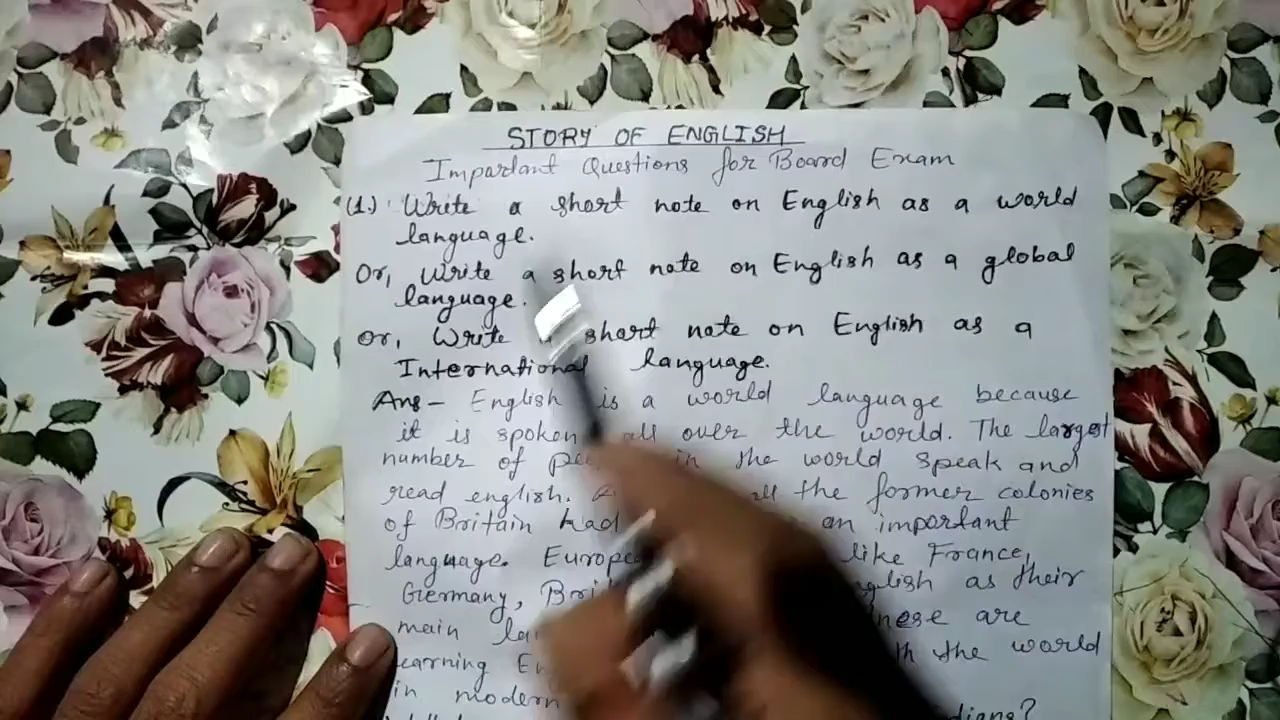 STORY OF ENGLISH
Important Questions for Board Exam
(1.) Write a short note on English as a world
language.
Or, Write a short note on English as a global
language.
Or, Write short note on English as a
International language.
Ans- English is a world language because
it is spoken all over the world. The largest
number of in the world speak and
read english. all the former colonies
of Britain had an important
language. like France,
Germany, as their
main are
learning the world
in modern